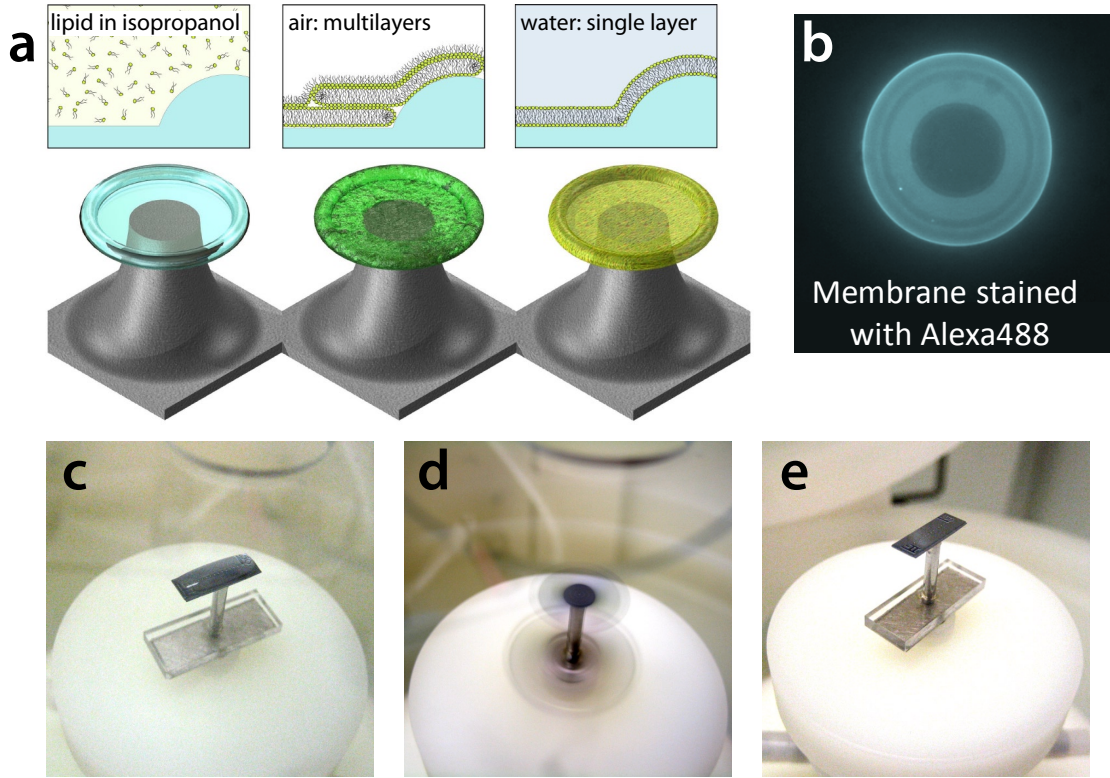 a
lipid in isopropanol
air: multilayers
water: single layer
b
Membrane stained
with Alexa488
c
d
e